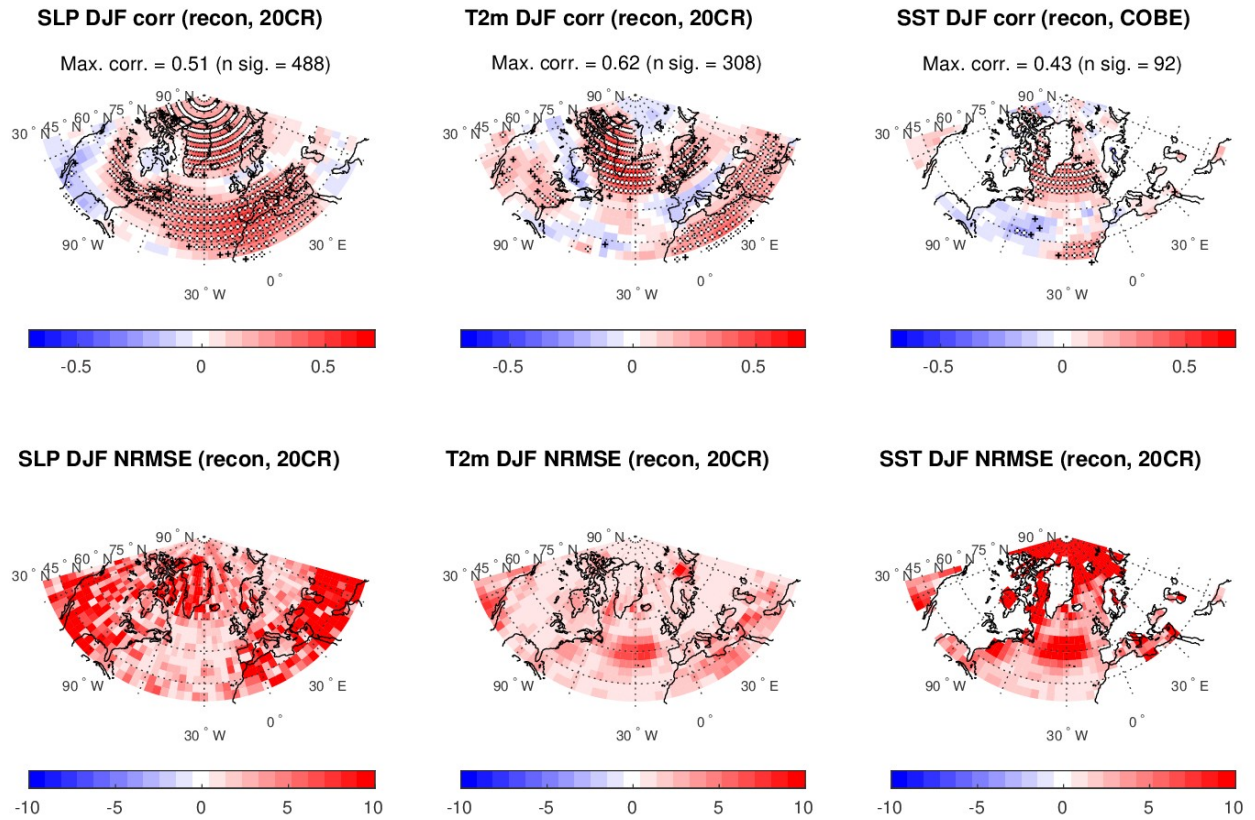 SLP DJF corr (recon, 20CR)
Max. corr. = 0.51 (n sig. = 488)
90° N
75° N
60° N
45° N
30° N
90° W
30° W
0°
30° E
-0.5 0 0.5
T2m DJF corr (recon, 20CR)
Max. corr. = 0.62 (n sig. = 308)
90° N
75° N
60° N
45° N
30° N
90° W
30° W
0°
30° E
-0.5 0 0.5
SST DJF corr (recon, COBE)
Max. corr. = 0.43 (n sig. = 92)
90° N
75° N
60° N
45° N
30° N
90° W
30° W
0°
30° E
-0.5 0 0.5
SLP DJF NRMSE (recon, 20CR)
90° N
75° N
60° N
45° N
30° N
90° W
30° W
0°
30° E
-10 -5 0 5 10
T2m DJF NRMSE (recon, 20CR)
90° N
75° N
60° N
45° N
30° N
90° W
30° W
0°
30° E
-10 -5 0 5 10
SST DJF NRMSE (recon, 20CR)
90° N
75° N
60° N
45° N
30° N
90° W
30° W
0°
30° E
-10 -5 0 5 10